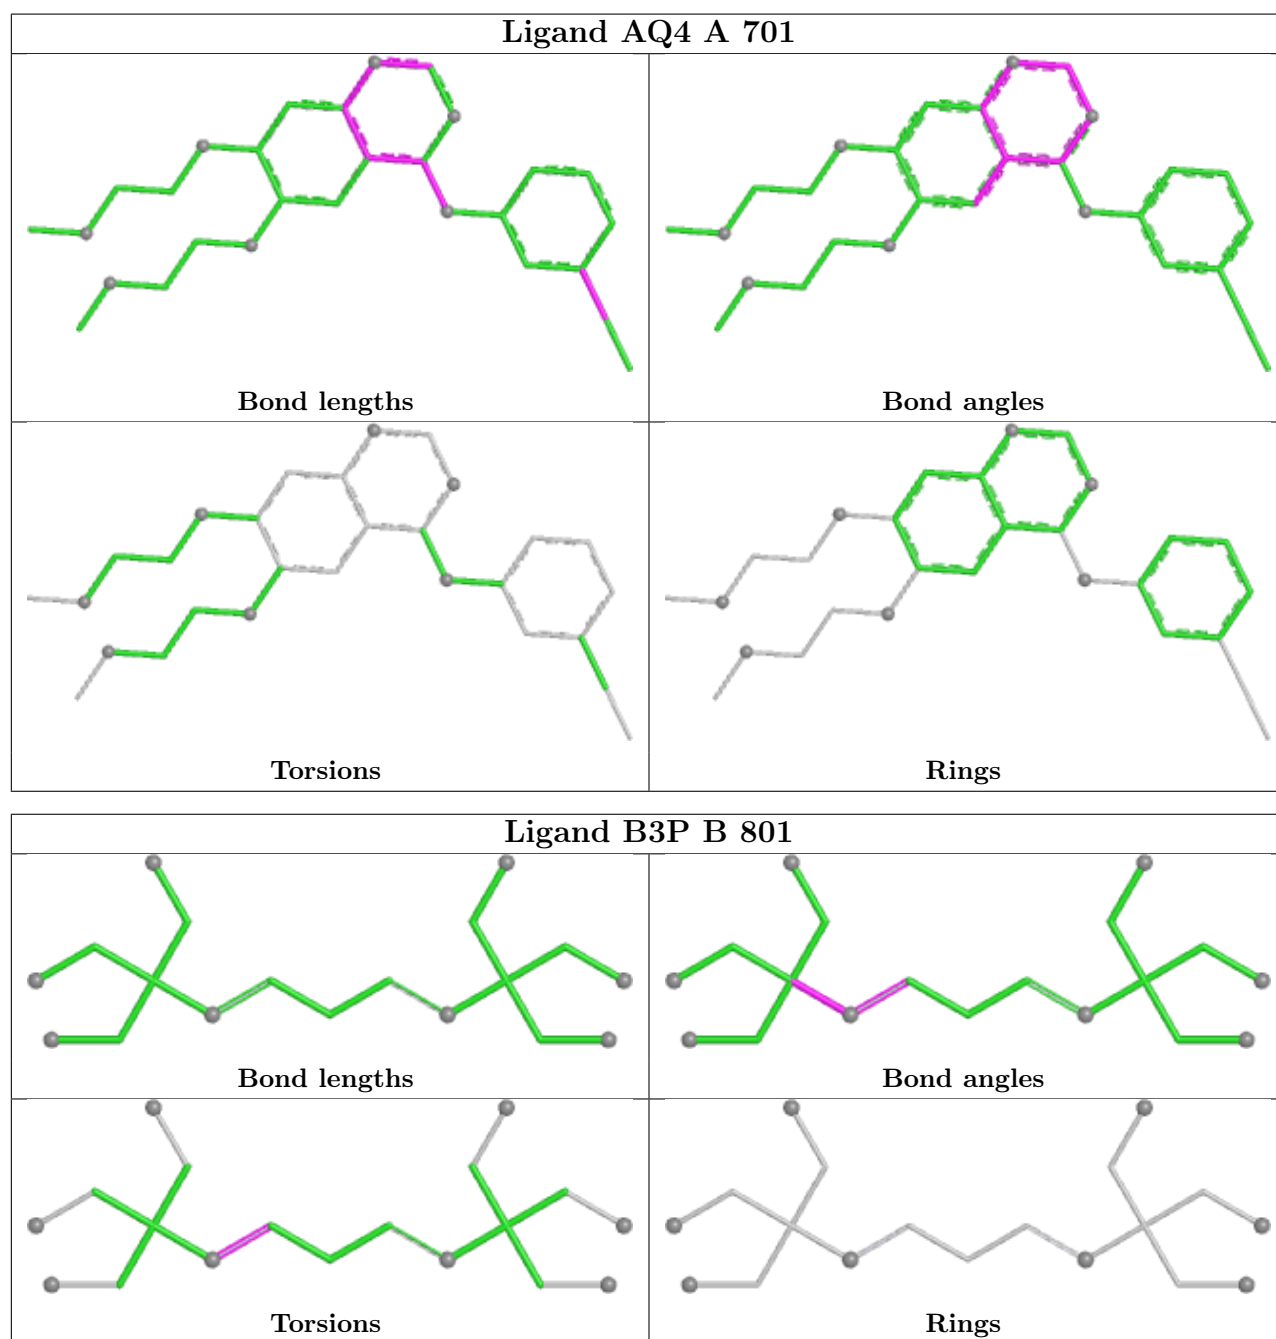 Ligand AQ4 A 701
Bond lengths
Bond angles
Torsions
Rings
Ligand B3P B 801
Bond lengths
Bond angles
Torsions
Rings